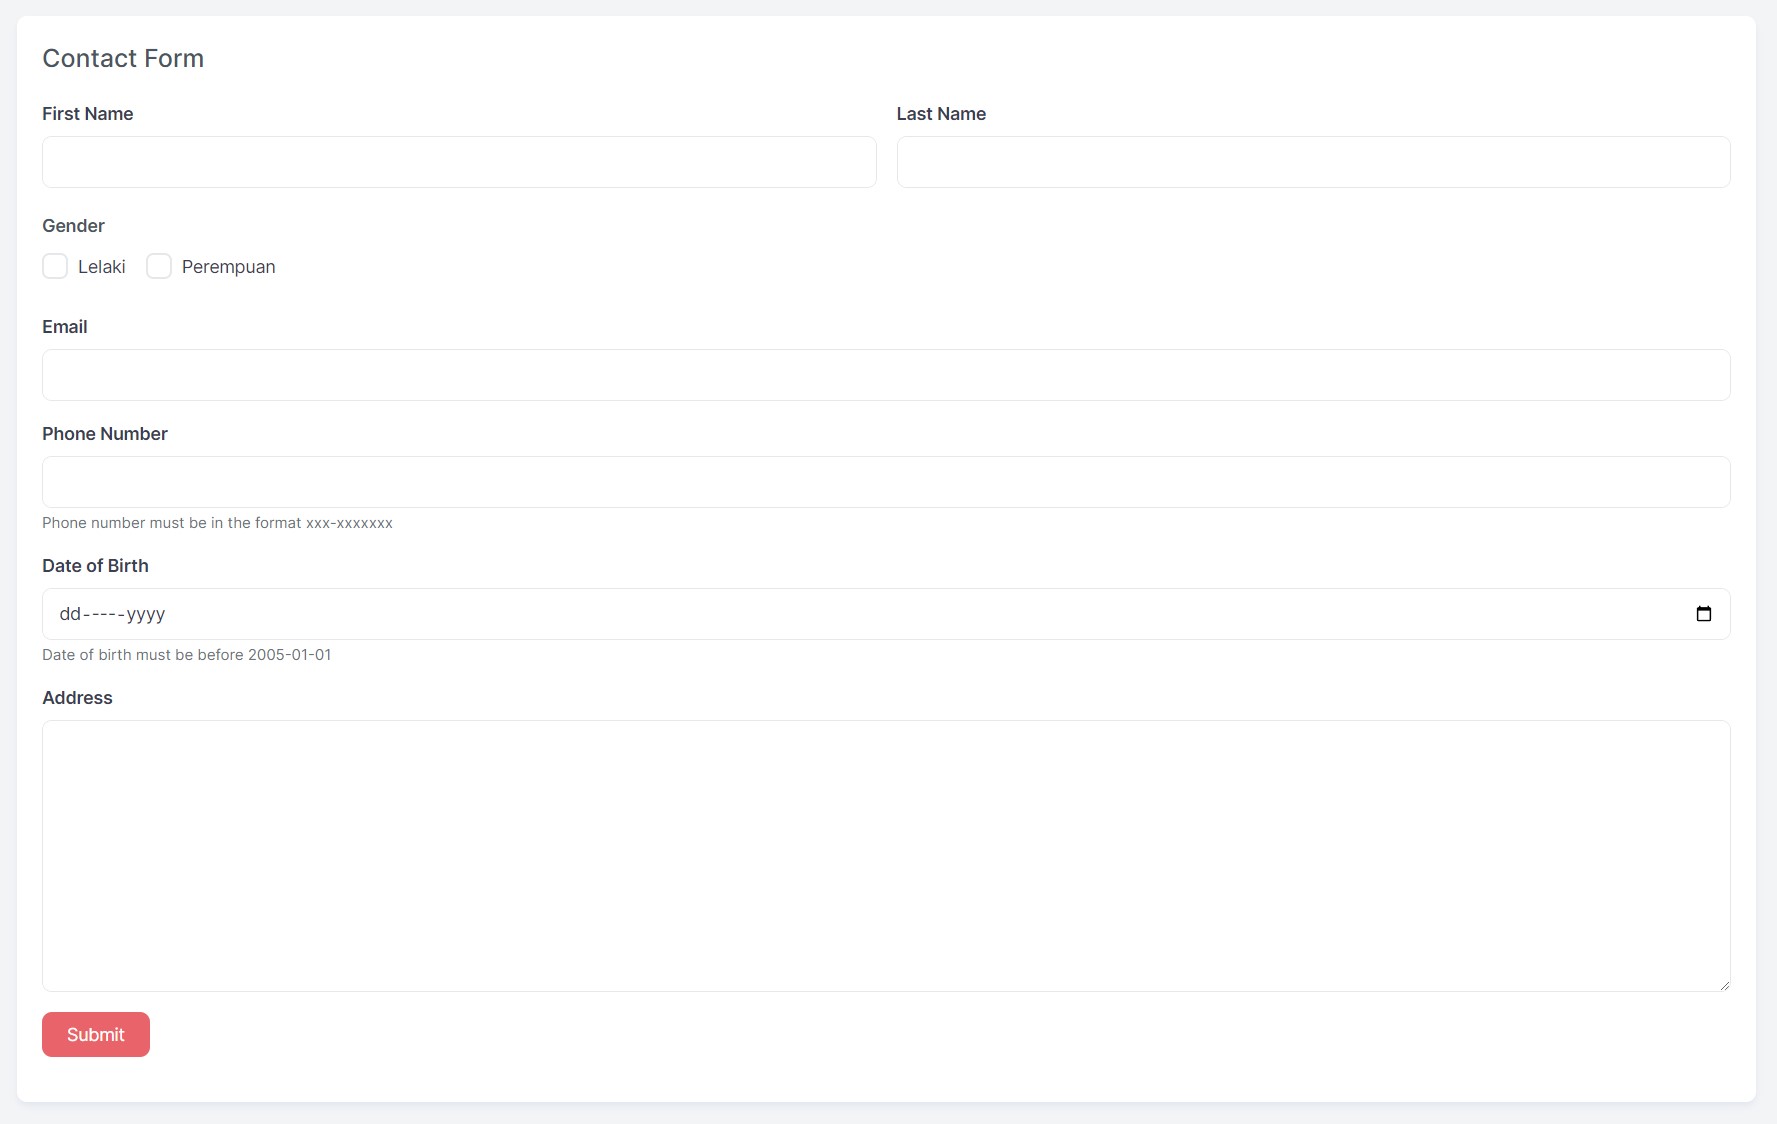 Contact Form
First Name
Last Name
Gender
Lelaki
Perempuan
Email
Phone Number
Phone number must be in the format xxx-xxxxxxx
Date of Birth
dd-----yyyy
Date of birth must be before 2005-01-01
Address
Submit